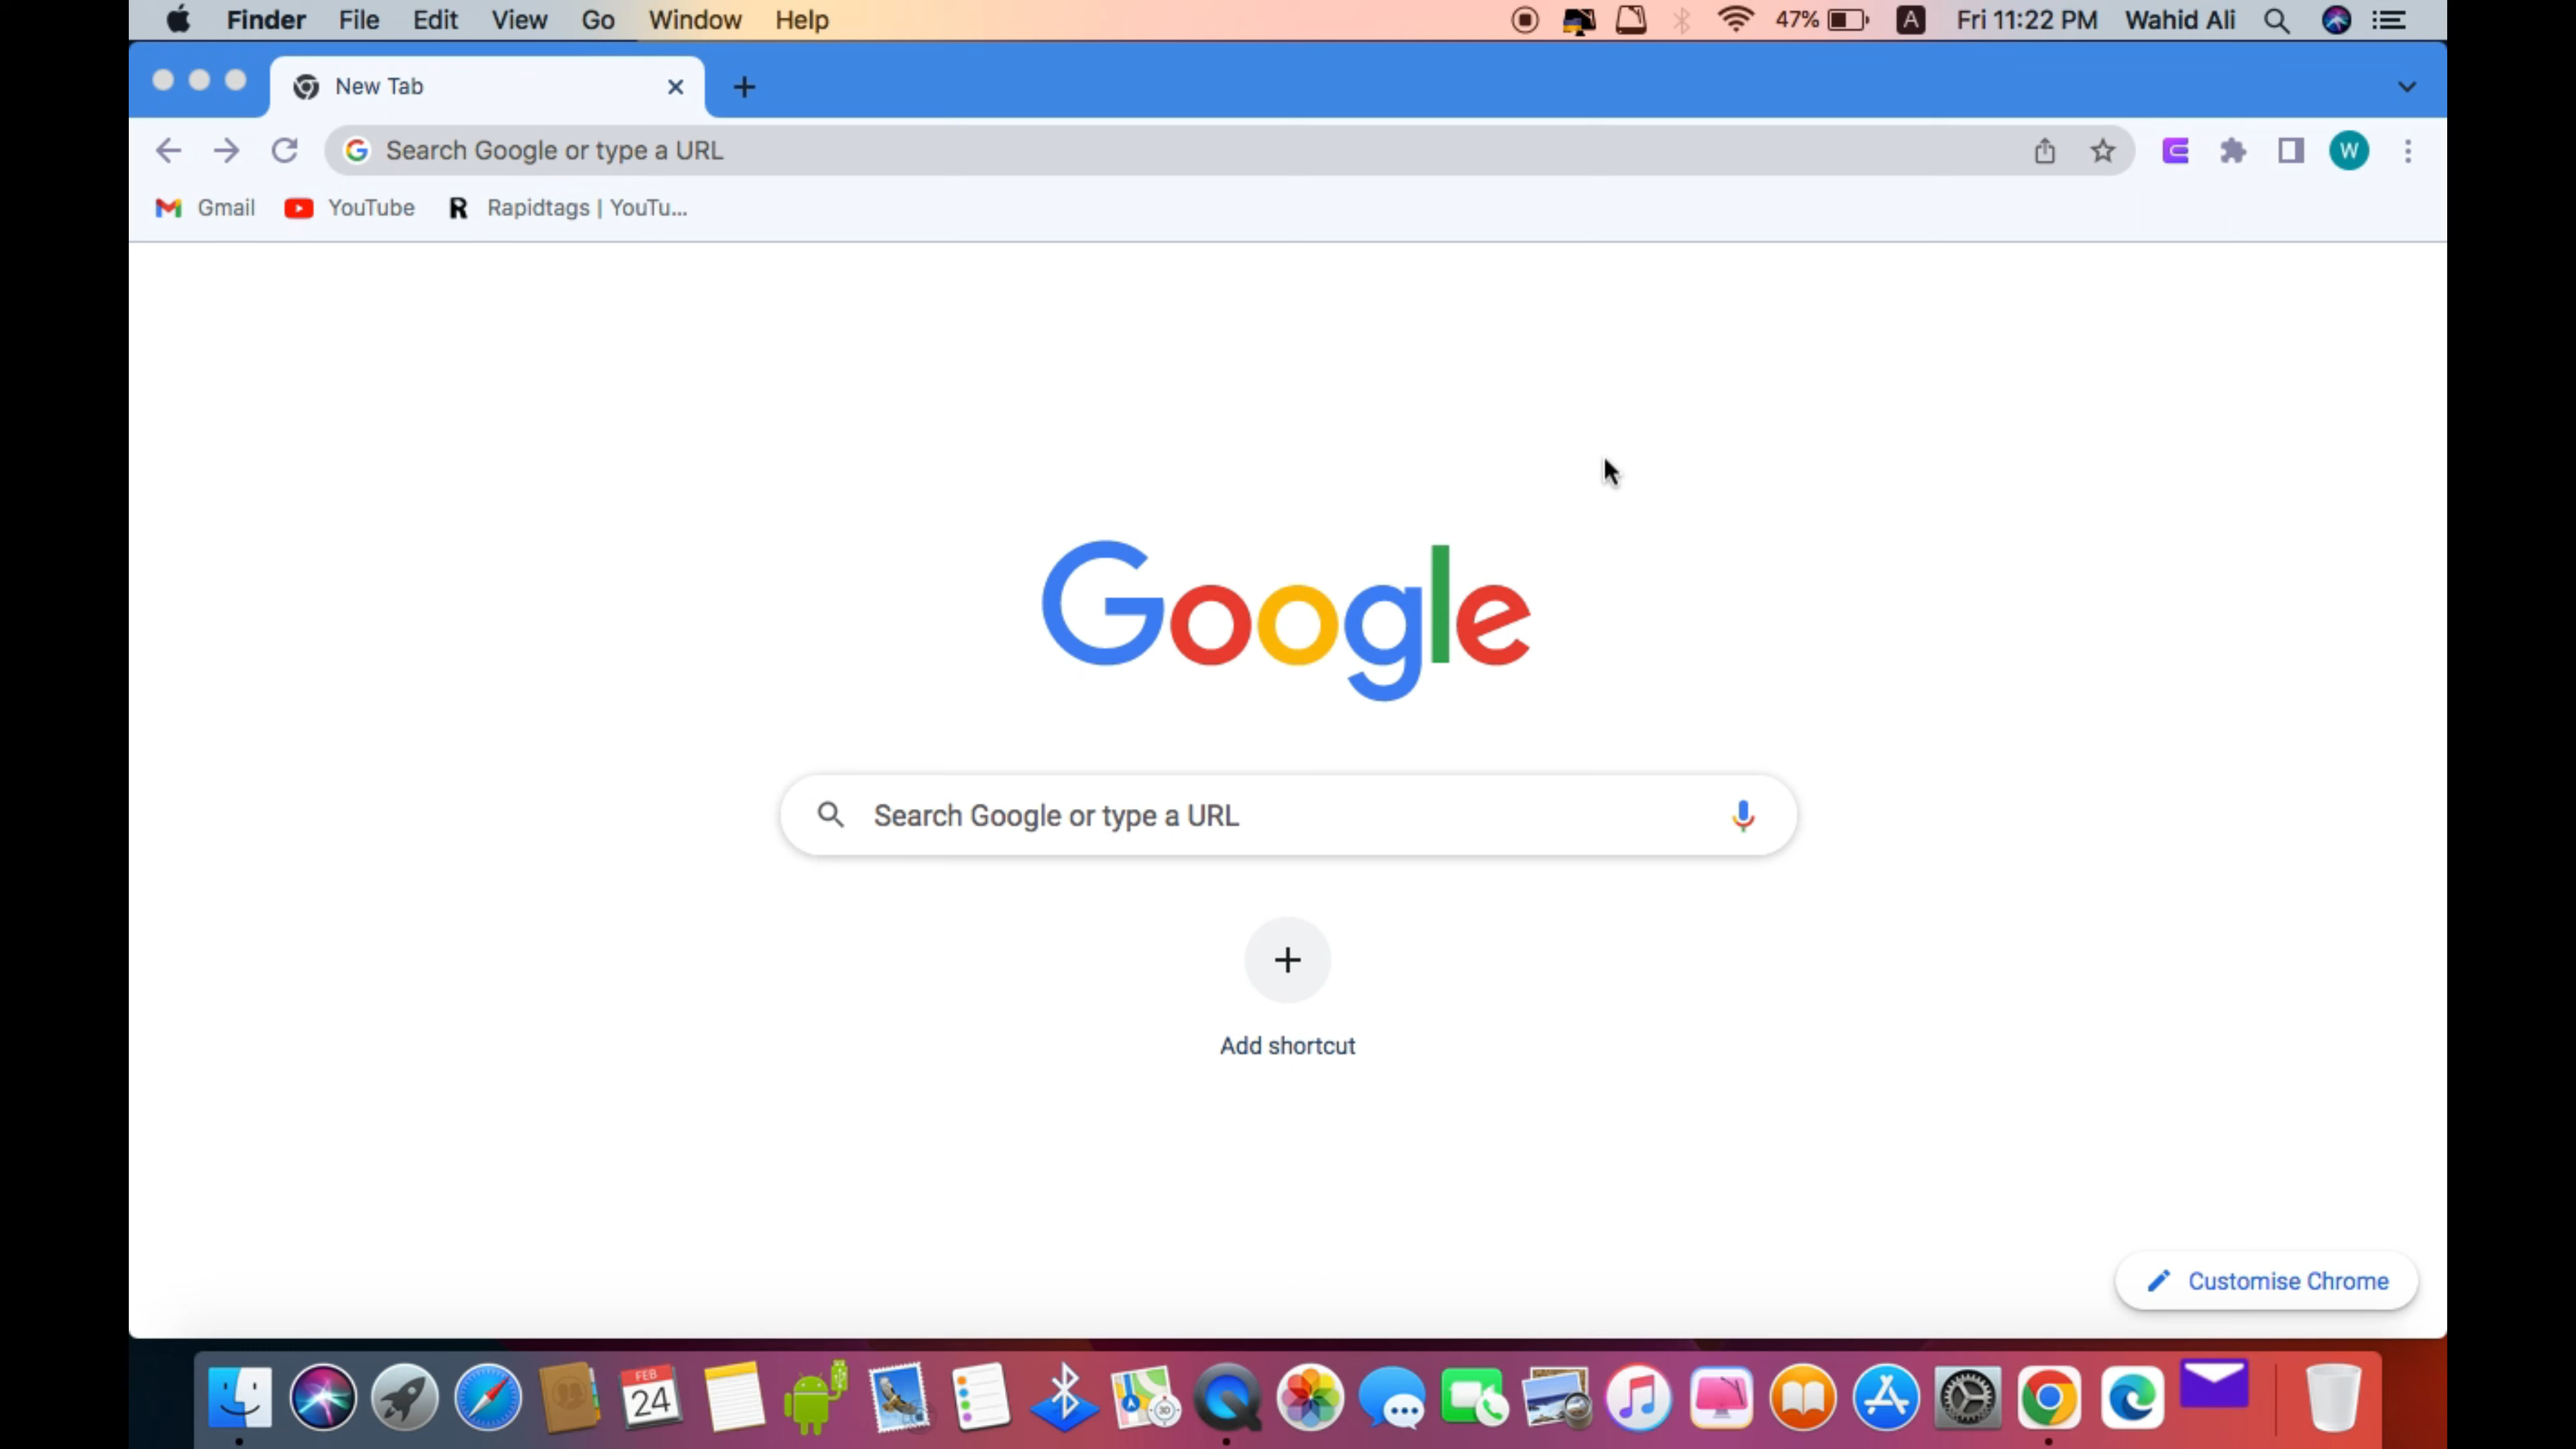 Finder File Edit View Go Window Help 47% A Fri 11:22 PM Wahid Ali
New Tab
Search Google or type a URL W
Gmail YouTube R Rapidtags | YouTu...
Google
Search Google or type a URL
Add shortcut
Customise Chrome
FEB
24
3D